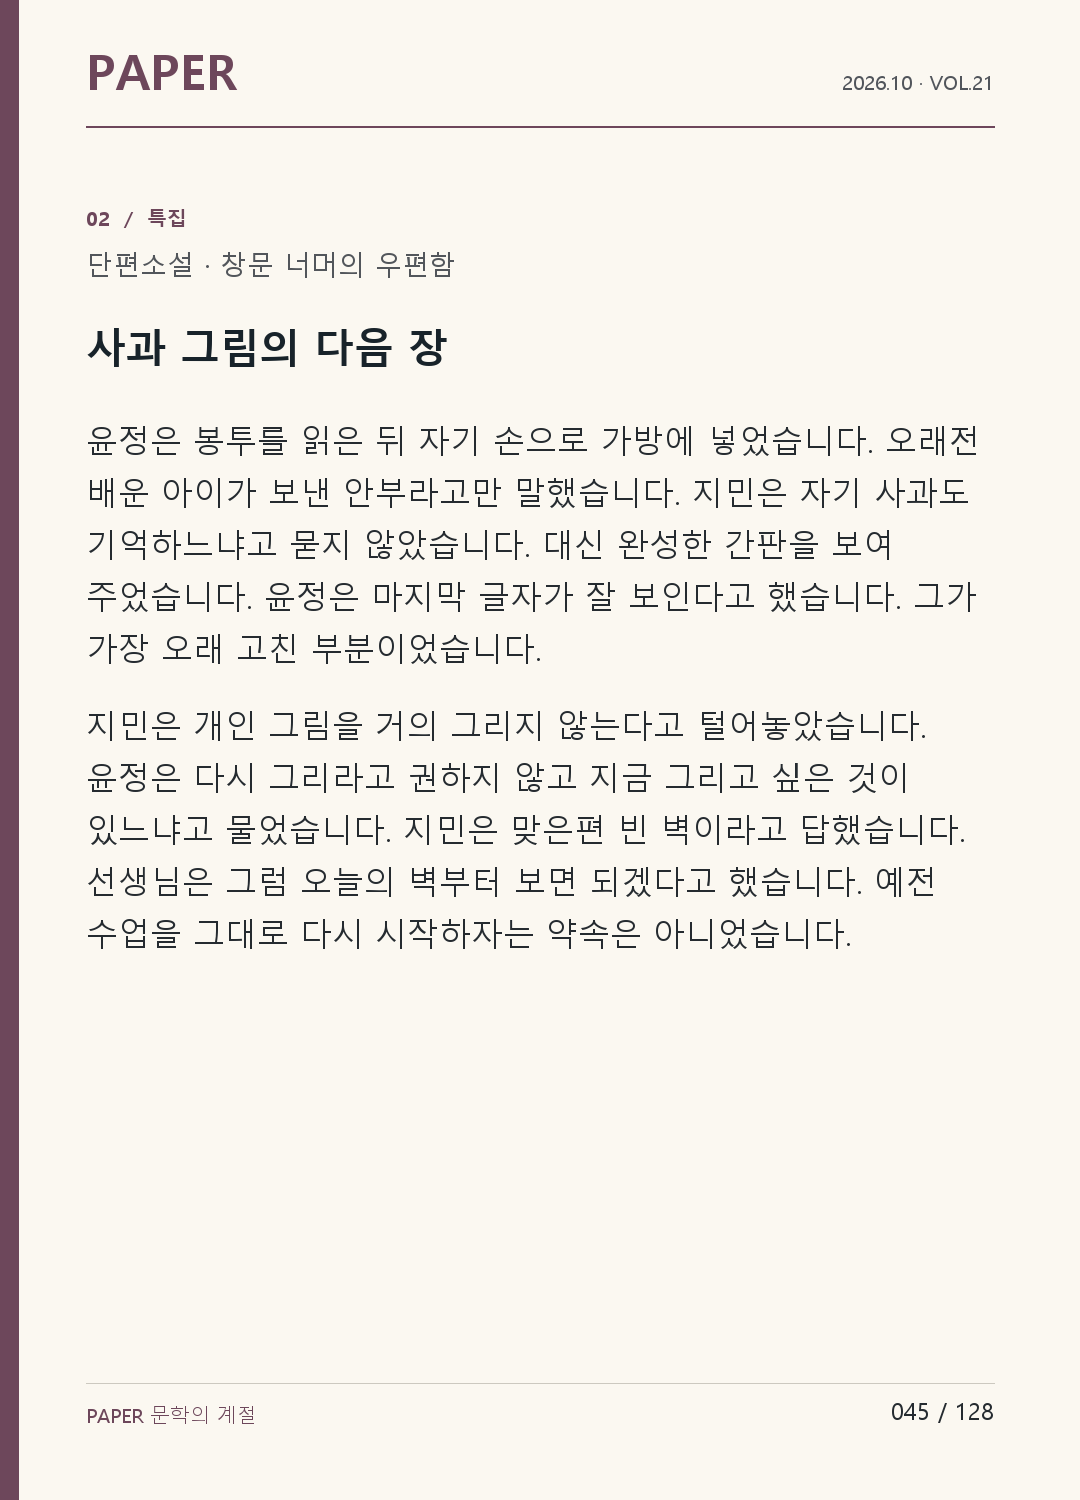 PAPER
2026.10 · VOL.21
02 / 특집
단편소설 · 창문 너머의 우편함
사과 그림의 다음 장
윤정은 봉투를 읽은 뒤 자기 손으로 가방에 넣었습니다. 오래전
배운 아이가 보낸 안부라고만 말했습니다. 지민은 자기 사과도
기억하느냐고 묻지 않았습니다. 대신 완성한 간판을 보여
주었습니다. 윤정은 마지막 글자가 잘 보인다고 했습니다. 그가
가장 오래 고친 부분이었습니다.
지민은 개인 그림을 거의 그리지 않는다고 털어놓았습니다.
윤정은 다시 그리라고 권하지 않고 지금 그리고 싶은 것이
있느냐고 물었습니다. 지민은 맞은편 빈 벽이라고 답했습니다.
선생님은 그럼 오늘의 벽부터 보면 되겠다고 했습니다. 예전
수업을 그대로 다시 시작하자는 약속은 아니었습니다.
PAPER 문학의 계절
045 / 128